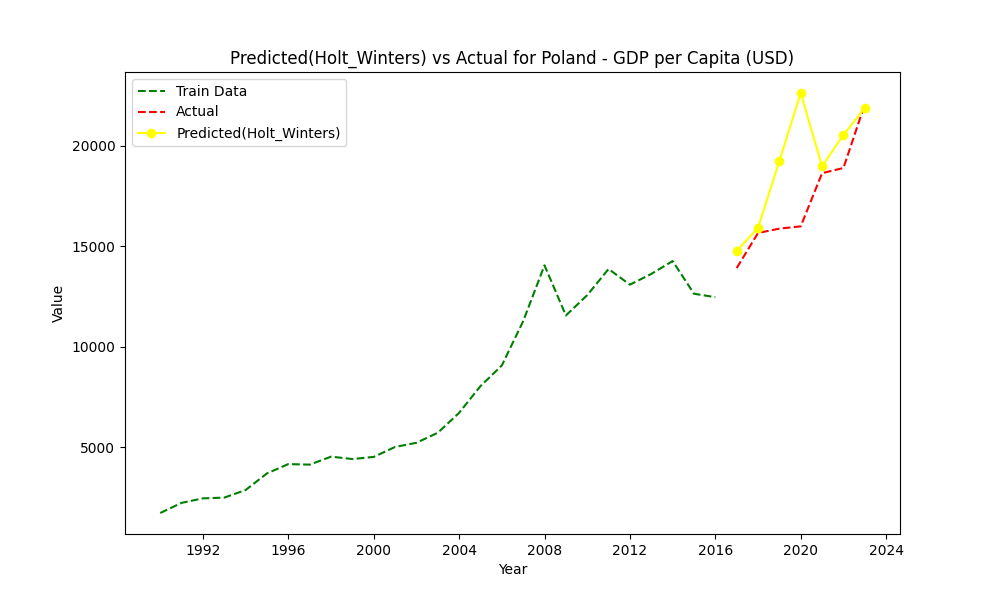 Predicted(Holt_Winters) vs Actual for Poland - GDP per Capita (USD)
Train Data
Actual
Predicted(Holt_Winters)
20000
15000
10000
5000
Value
1992 1996 2000 2004 2008 2012 2016 2020 2024
Year